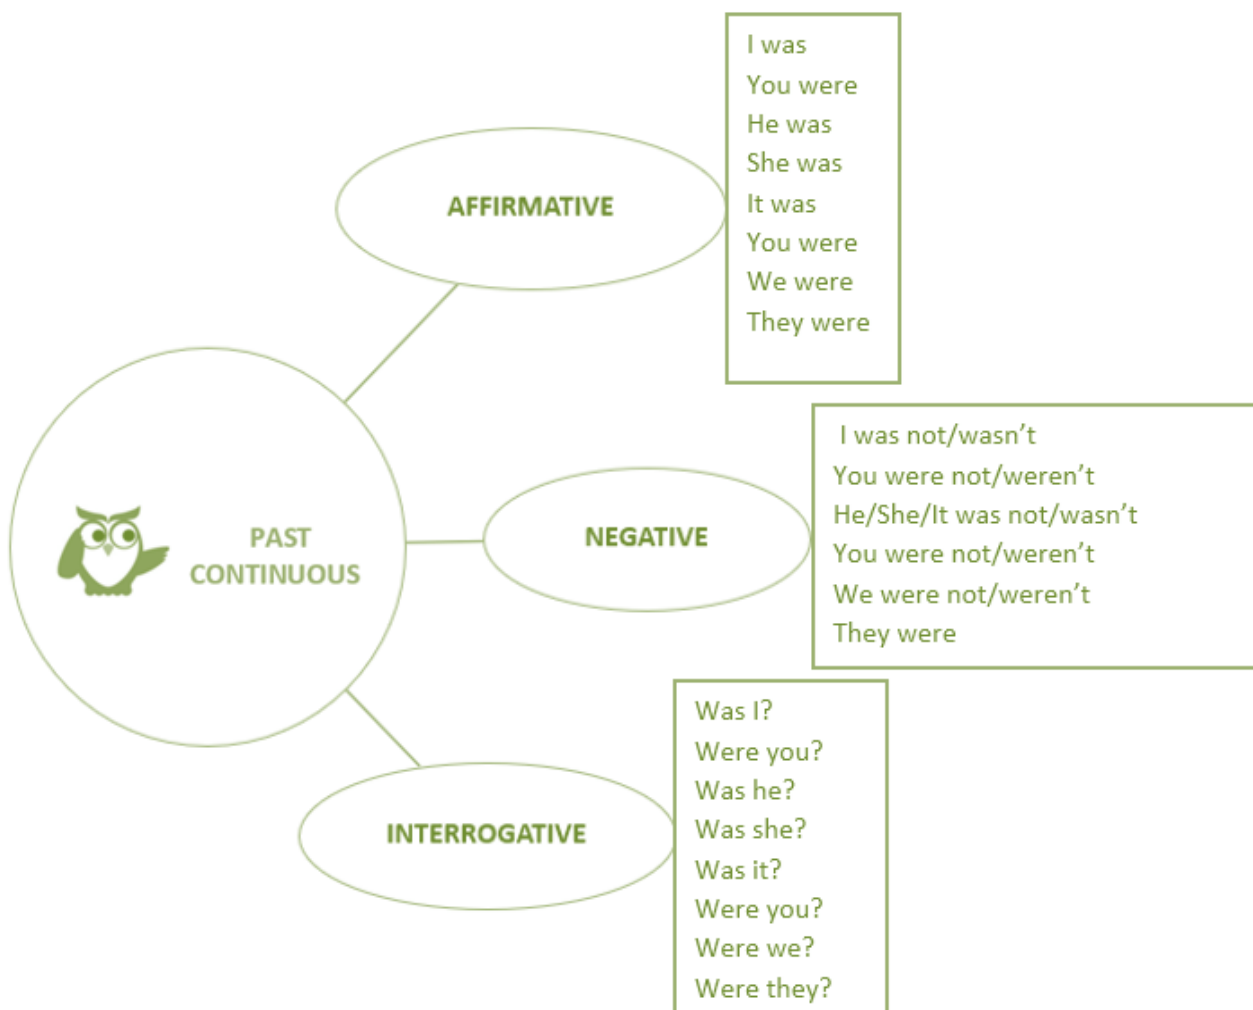 PAST
CONTINUOUS
AFFIRMATIVE
I was
You were
He was
She was
It was
You were
We were
They were
NEGATIVE
I was not/wasn’t
You were not/weren’t
He/She/It was not/wasn’t
You were not/weren’t
We were not/weren’t
They were
INTERROGATIVE
Was I?
Were you?
Was he?
Was she?
Was it?
Were you?
Were we?
Were they?